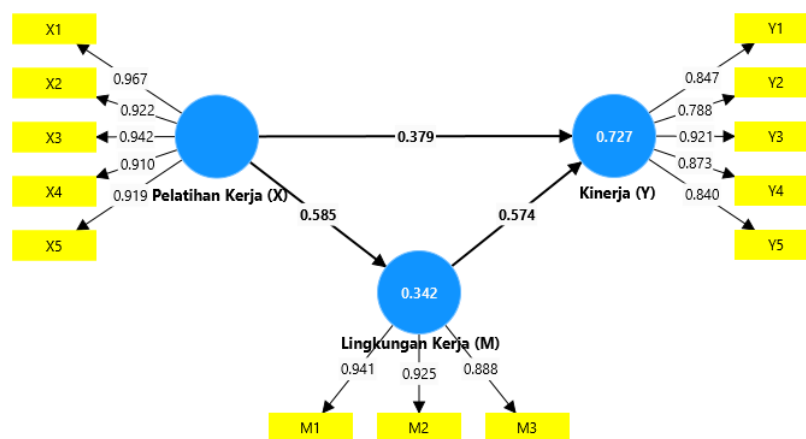 X1
X2
X3
X4
X5
0.967
0.922
0.942
0.910
0.919
Pelatihan Kerja (X)
0.379
0.585
0.574
0.727
Kinerja (Y)
0.847
0.788
0.921
0.873
0.840
Y1
Y2
Y3
Y4
Y5
0.342
Lingkungan Kerja (M)
0.941
0.925
0.888
M1
M2
M3